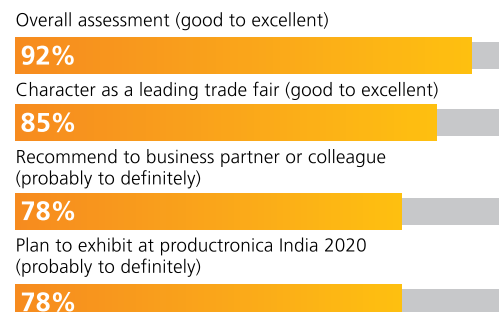 Overall assessment (good to excellent)
92%
Character as a leading trade fair (good to excellent)
85%
Recommend to business partner or colleague
(probably to definitely)
78%
Plan to exhibit at productronica India 2020
(probably to definitely)
78%